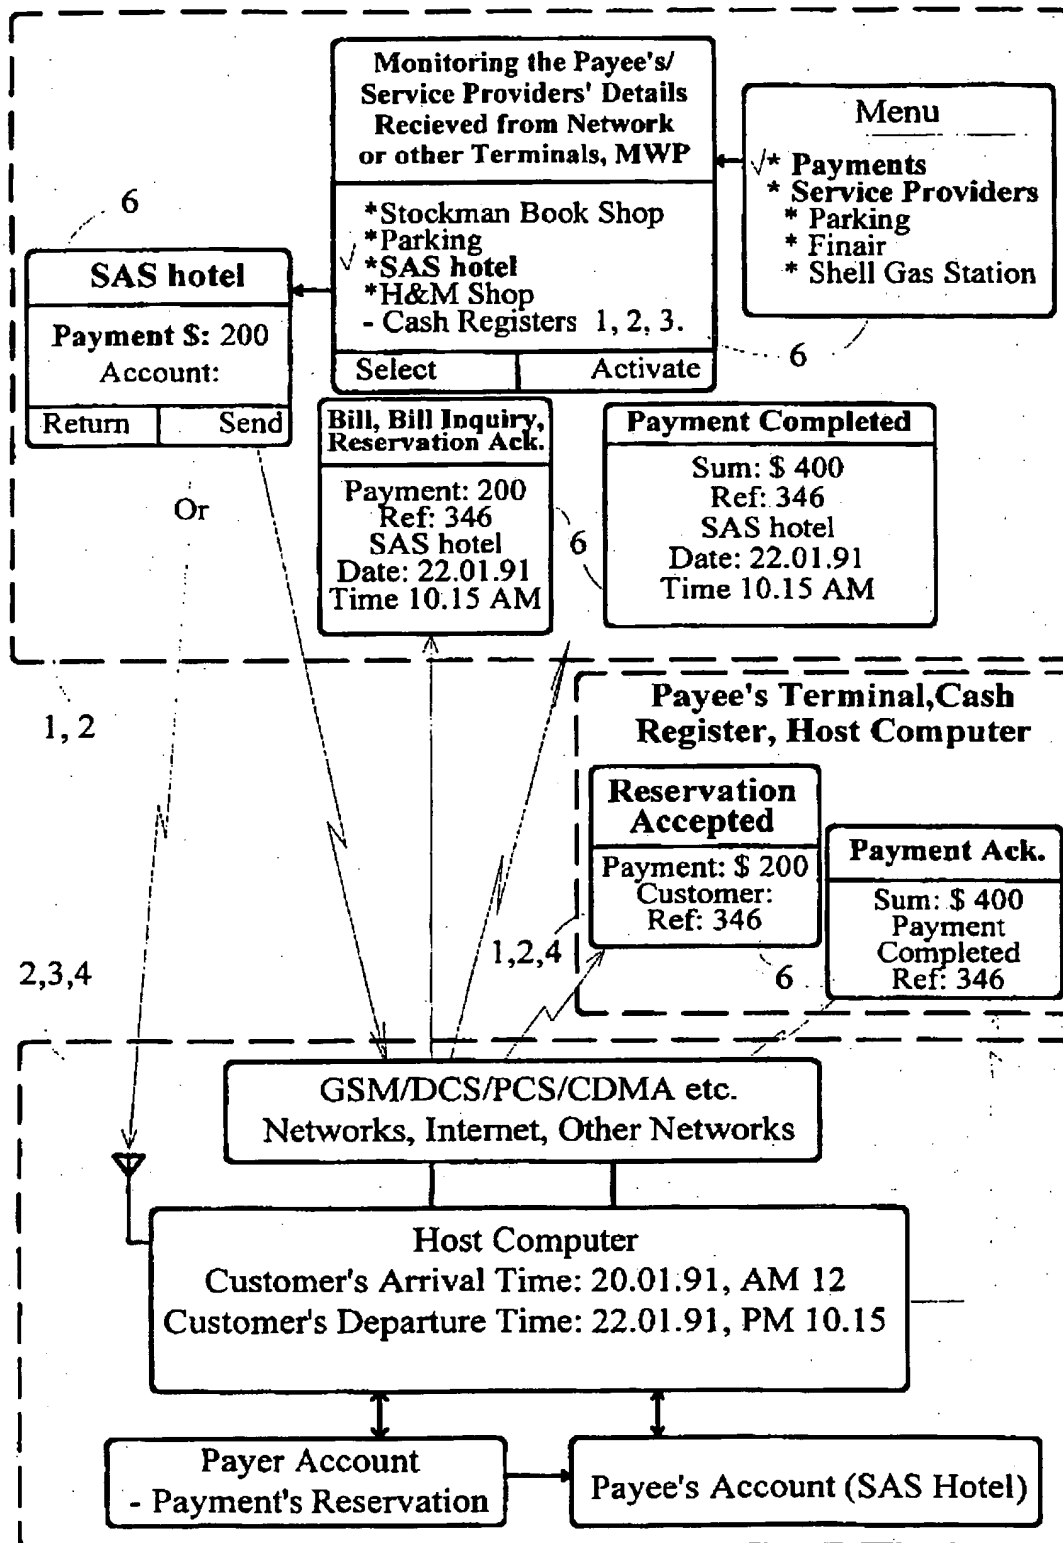 Monitoring the Payee's/
Service Providers' Details
Recieved from Network
or other Terminals, MWP
*Stockman Book Shop
*Parking
√ *SAS hotel
*H&M Shop
- Cash Registers 1, 2, 3.
Select Activate
Menu
√* Payments
* Service Providers
* Parking
* Finair
* Shell Gas Station
6
6
SAS hotel
Payment $: 200
Account:
Return Send
Or
Bill, Bill Inquiry,
Reservation Ack.
Payment: 200
Ref: 346
SAS hotel
Date: 22.01.91
Time 10.15 AM
6
Payment Completed
Sum: $ 400
Ref: 346
SAS hotel
Date: 22.01.91
Time 10.15 AM
1, 2
Payee's Terminal,Cash
Register, Host Computer
Reservation
Accepted
Payment: $ 200
Customer:
Ref: 346
Payment Ack.
Sum: $ 400
Payment
Completed
Ref: 346
1,2,4
6
2,3,4
GSM/DCS/PCS/CDMA etc.
Networks, Internet, Other Networks
Host Computer
Customer's Arrival Time: 20.01.91, AM 12
Customer's Departure Time: 22.01.91, PM 10.15
Payer Account
- Payment's Reservation
Payee's Account (SAS Hotel)